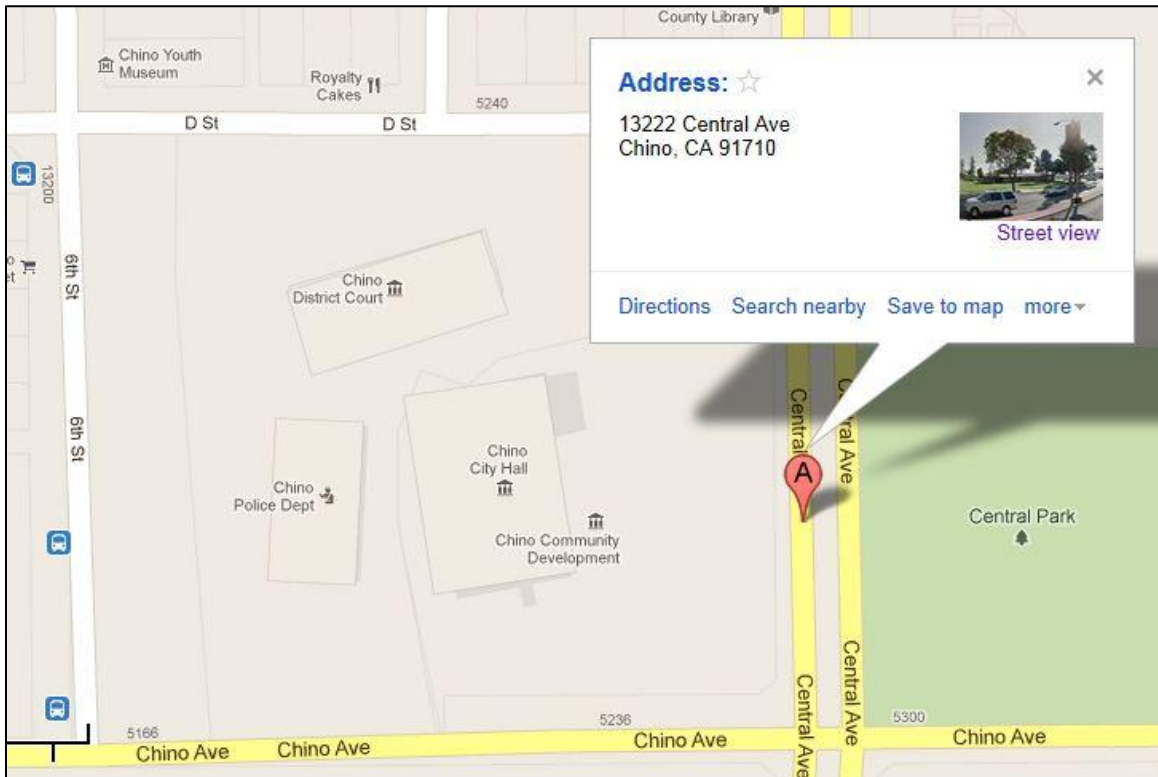 County Library
Chino Youth
Museum
Royalty
Cakes
5240
D St
D St
Address:
13222 Central Ave
Chino, CA 91710
Street view
Directions
Search nearby
Save to map
more
13200
6th St
6th St
Chino
District Court
Chino
City Hall
Chino
Police Dept
Chino Community
Development
Central
Central Ave
A
Central Park
Central Ave
Central Ave
5166
5236
5300
Chino Ave
Chino Ave
Chino Ave
Chino Ave